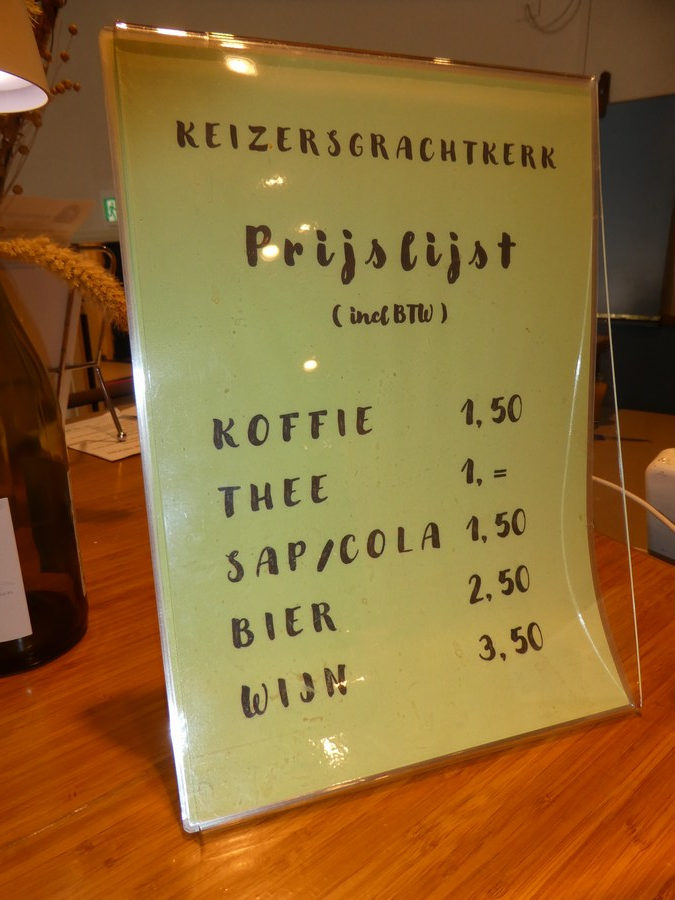 KEIZERSGRACHTKERK
Prijslijst
(incl BTW)
KOFFIE 1,50
THEE 1,=
SAP/COLA 1,50
BIER 2,50
WIJN 3,50